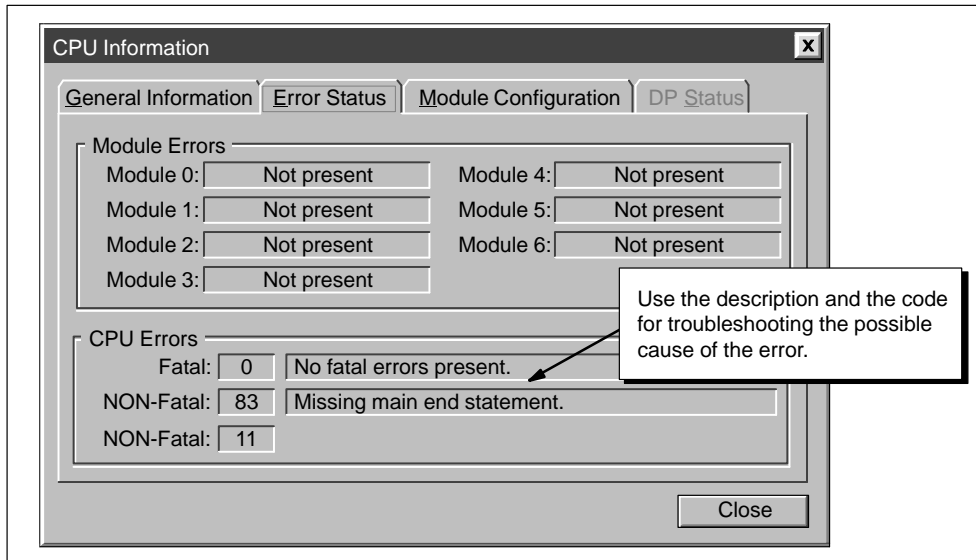 CPU Information
General Information Error Status Module Configuration DP Status
Module Errors
Module 0: Not present Module 4: Not present
Module 1: Not present Module 5: Not present
Module 2: Not present Module 6: Not present
Module 3: Not present
Use the description and the code
for troubleshooting the possible
cause of the error.
CPU Errors
Fatal: 0 No fatal errors present.
NON-Fatal: 83 Missing main end statement.
NON-Fatal: 11
Close